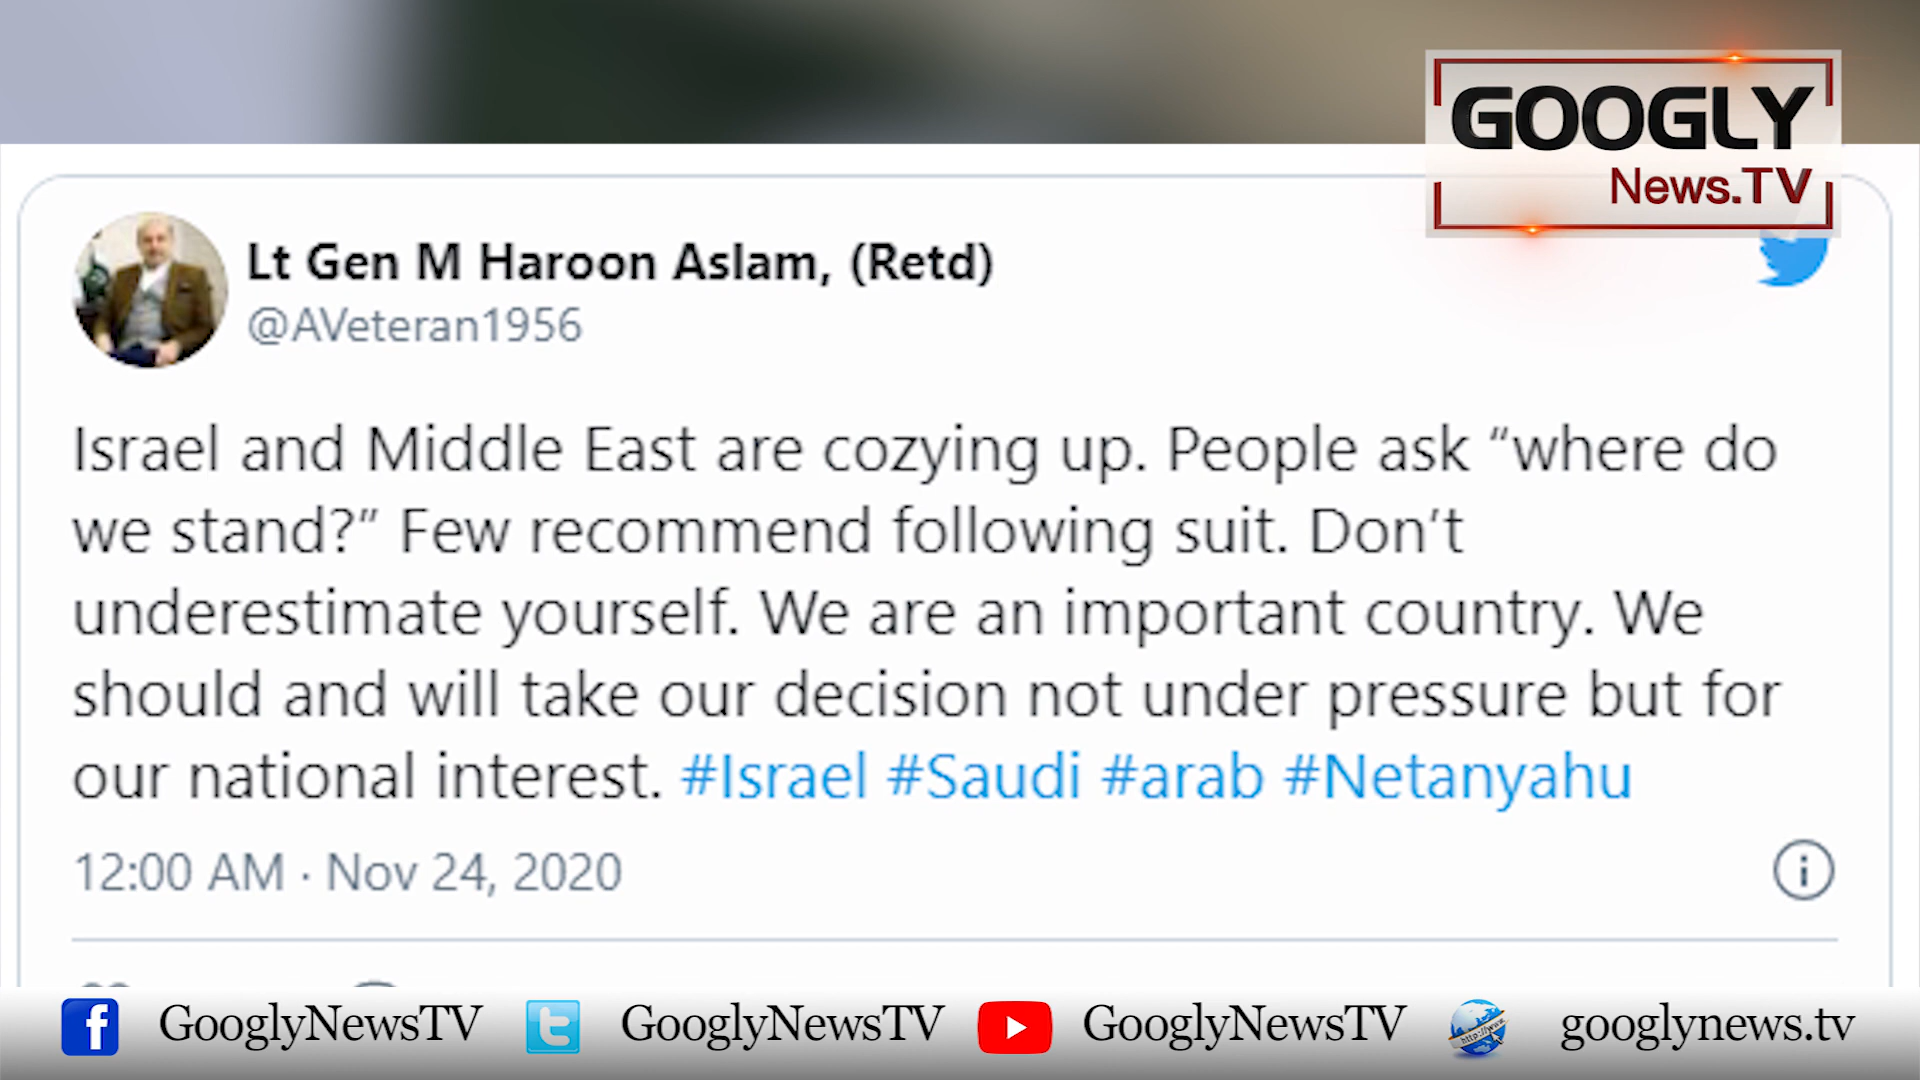 GOOGLY
News.TV
Lt Gen M Haroon Aslam, (Retd)
@AVeteran1956
Israel and Middle East are cozying up. People ask “where do
we stand?” Few recommend following suit. Don’t
underestimate yourself. We are an important country. We
should and will take our decision not under pressure but for
our national interest. #Israel #Saudi #arab #Netanyahu
12:00 AM · Nov 24, 2020
GooglyNewsTV GooglyNewsTV GooglyNewsTV googlynews.tv